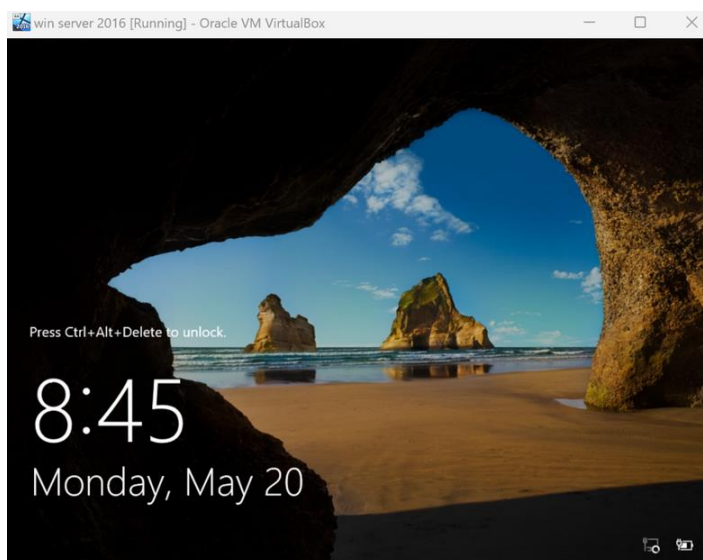 win server 2016 [Running] - Oracle VM VirtualBox
Press Ctrl+Alt+Delete to unlock.
8:45
Monday, May 20